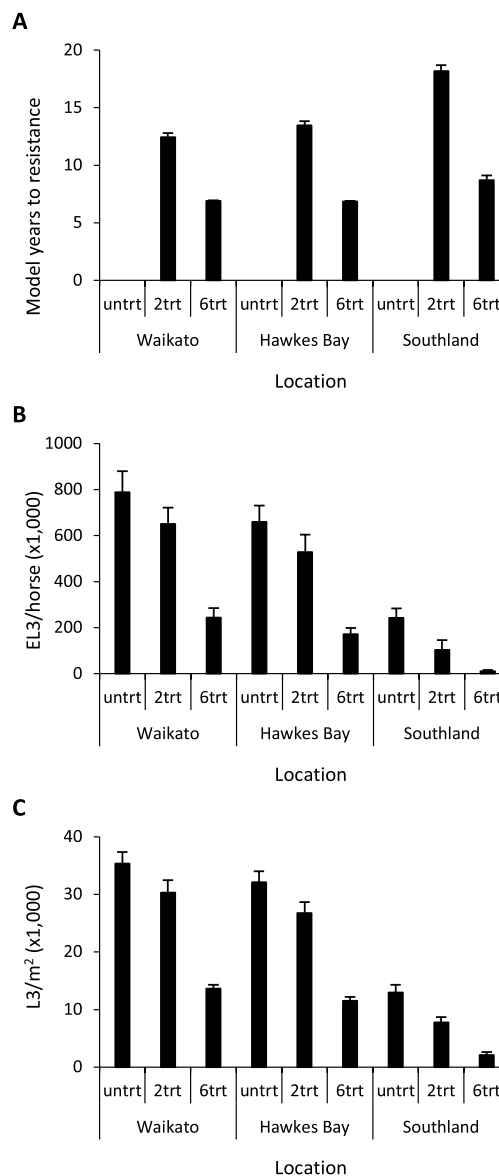 A
Model years to resistance
20
15
10
5
0
untrt 2trt 6trt untrt 2trt 6trt untrt 2trt 6trt
Waikato Hawkes Bay Southland
Location
B
EL3/horse (x1,000)
1000
800
600
400
200
0
untrt 2trt 6trt untrt 2trt 6trt untrt 2trt 6trt
Waikato Hawkes Bay Southland
Location
C
L3/m² (x1,000)
40
30
20
10
0
untrt 2trt 6trt untrt 2trt 6trt untrt 2trt 6trt
Waikato Hawkes Bay Southland
Location